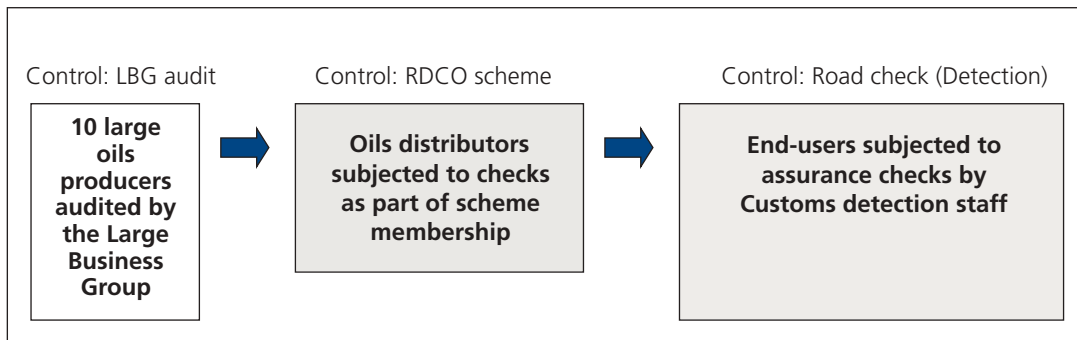 Control: LBG audit
10 large
oils
producers
audited by
the Large
Business
Group
Control: RDCO scheme
Oils distributors
subjected to checks
as part of scheme
membership
Control: Road check (Detection)
End-users subjected to
assurance checks by
Customs detection staff